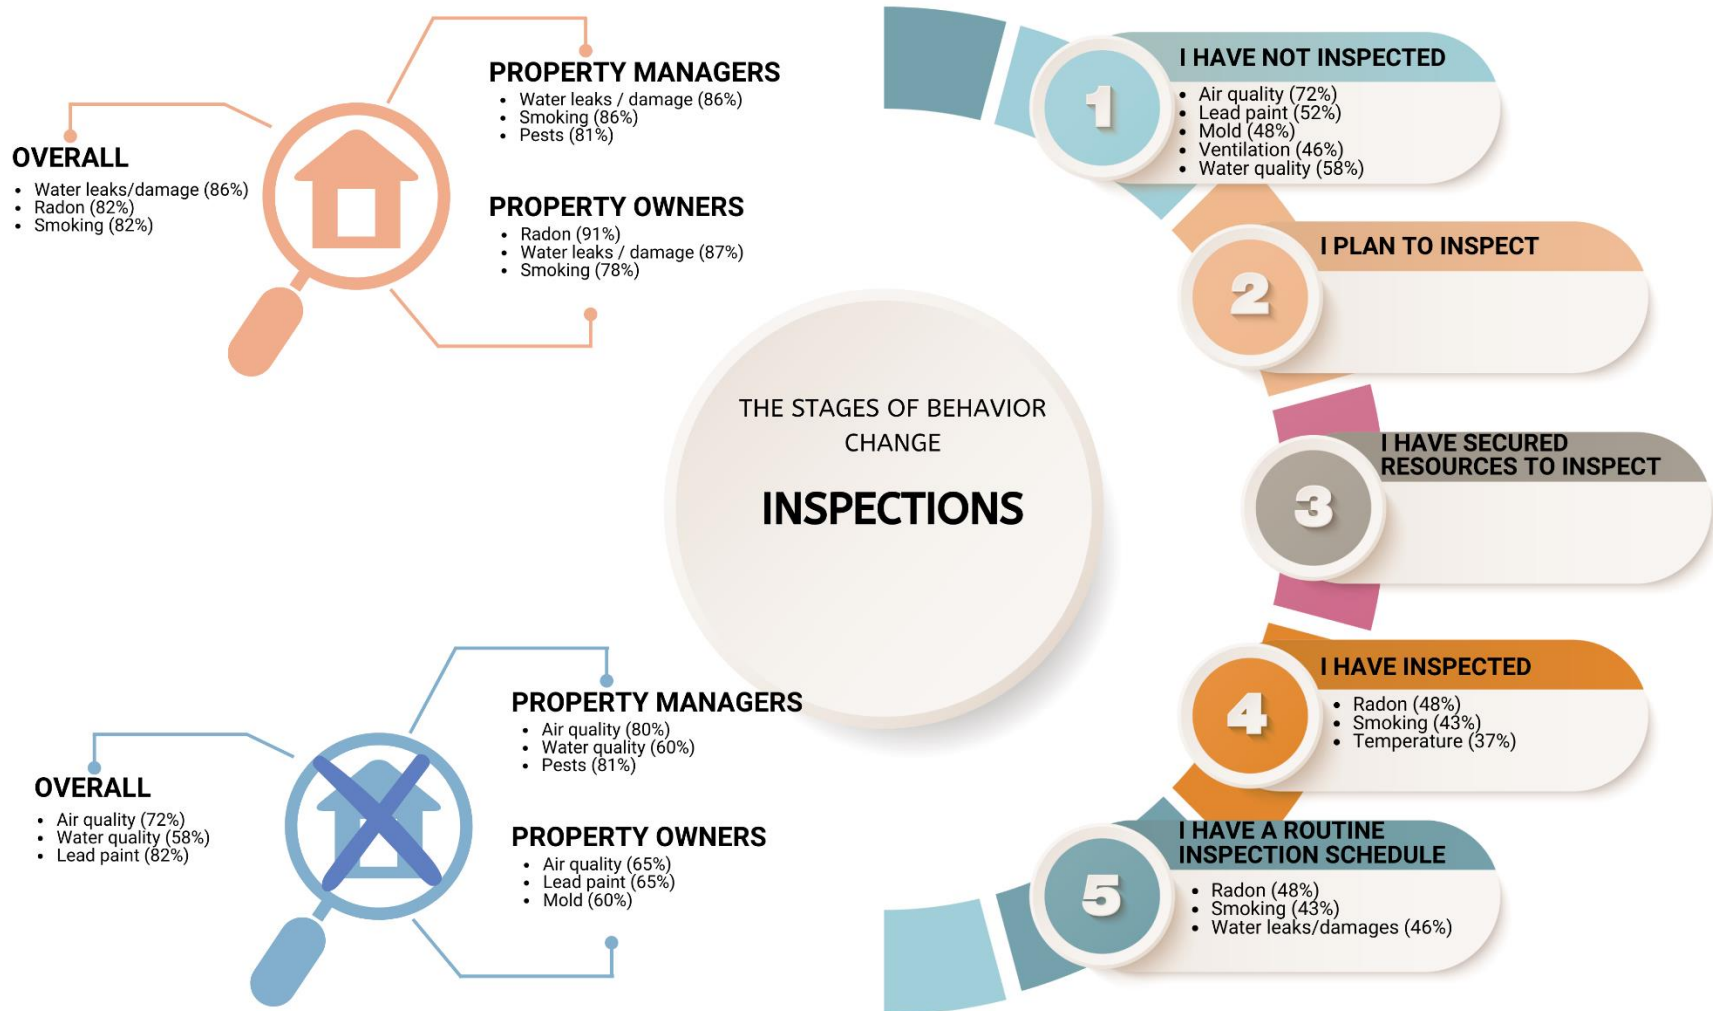 OVERALL
• Water leaks/damage (86%)
• Radon (82%)
• Smoking (82%)
PROPERTY MANAGERS
• Water leaks / damage (86%)
• Smoking (86%)
• Pests (81%)
PROPERTY OWNERS
• Radon (91%)
• Water leaks / damage (87%)
• Smoking (78%)
OVERALL
• Air quality (72%)
• Water quality (58%)
• Lead paint (82%)
PROPERTY MANAGERS
• Air quality (80%)
• Water quality (60%)
• Pests (81%)
PROPERTY OWNERS
• Air quality (65%)
• Lead paint (65%)
• Mold (60%)
THE STAGES OF BEHAVIOR
CHANGE
INSPECTIONS
1
I HAVE NOT INSPECTED
• Air quality (72%)
• Lead paint (52%)
• Mold (48%)
• Ventilation (46%)
• Water quality (58%)
2
I PLAN TO INSPECT
3
I HAVE SECURED
RESOURCES TO INSPECT
4
I HAVE INSPECTED
• Radon (48%)
• Smoking (43%)
• Temperature (37%)
5
I HAVE A ROUTINE
INSPECTION SCHEDULE
• Radon (48%)
• Smoking (43%)
• Water leaks/damages (46%)